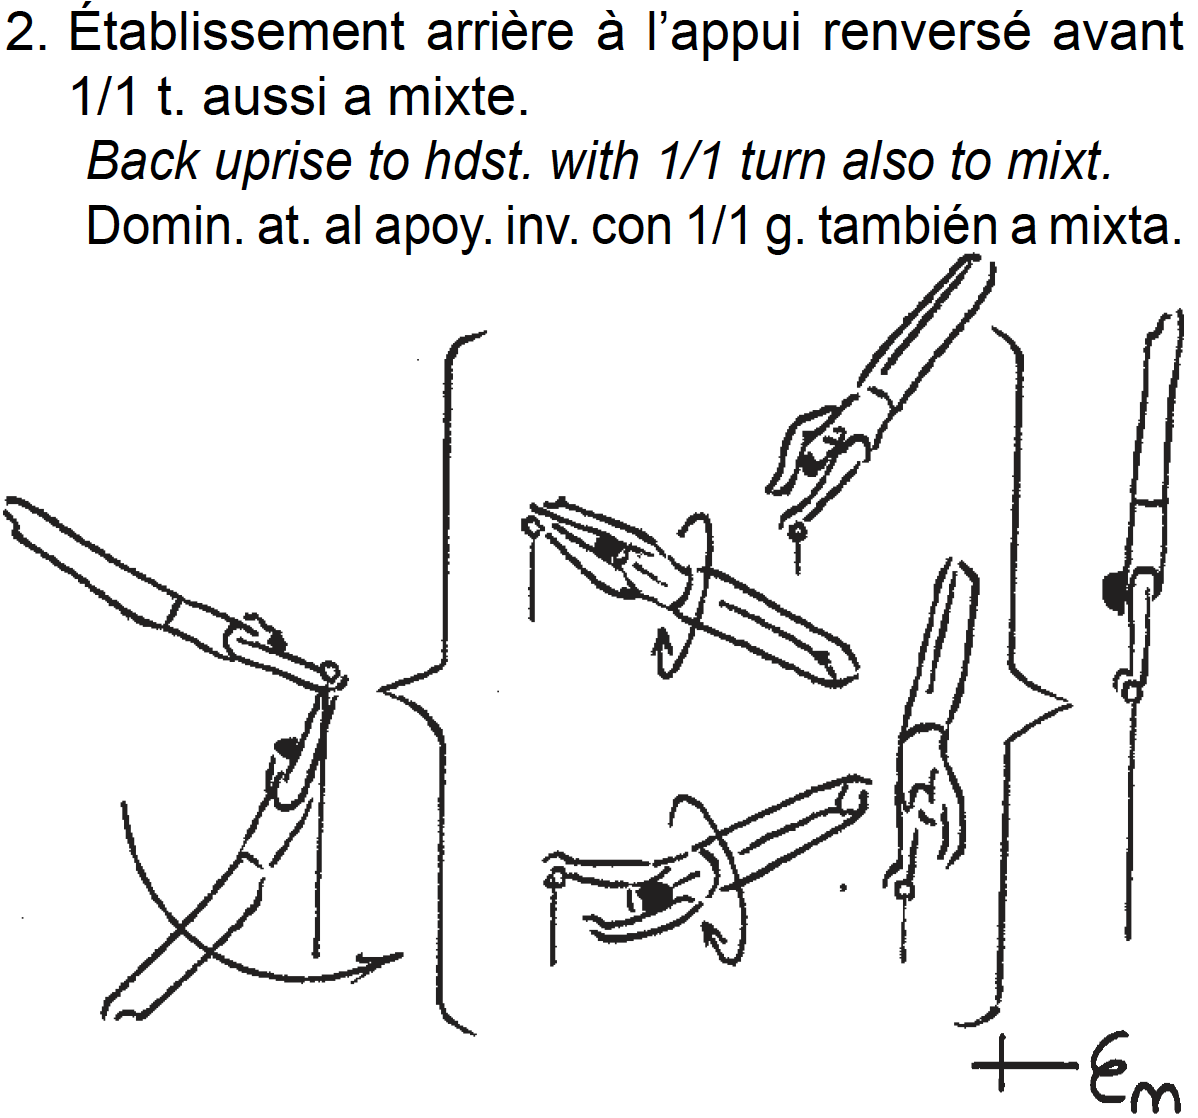 2. Établissement arrière à l’appui renversé avant
1/1 t. aussi a mixte.
Back uprise to hdst. with 1/1 turn also to mixt.
Domin. at. al apoy. inv. con 1/1 g. también a mixta.